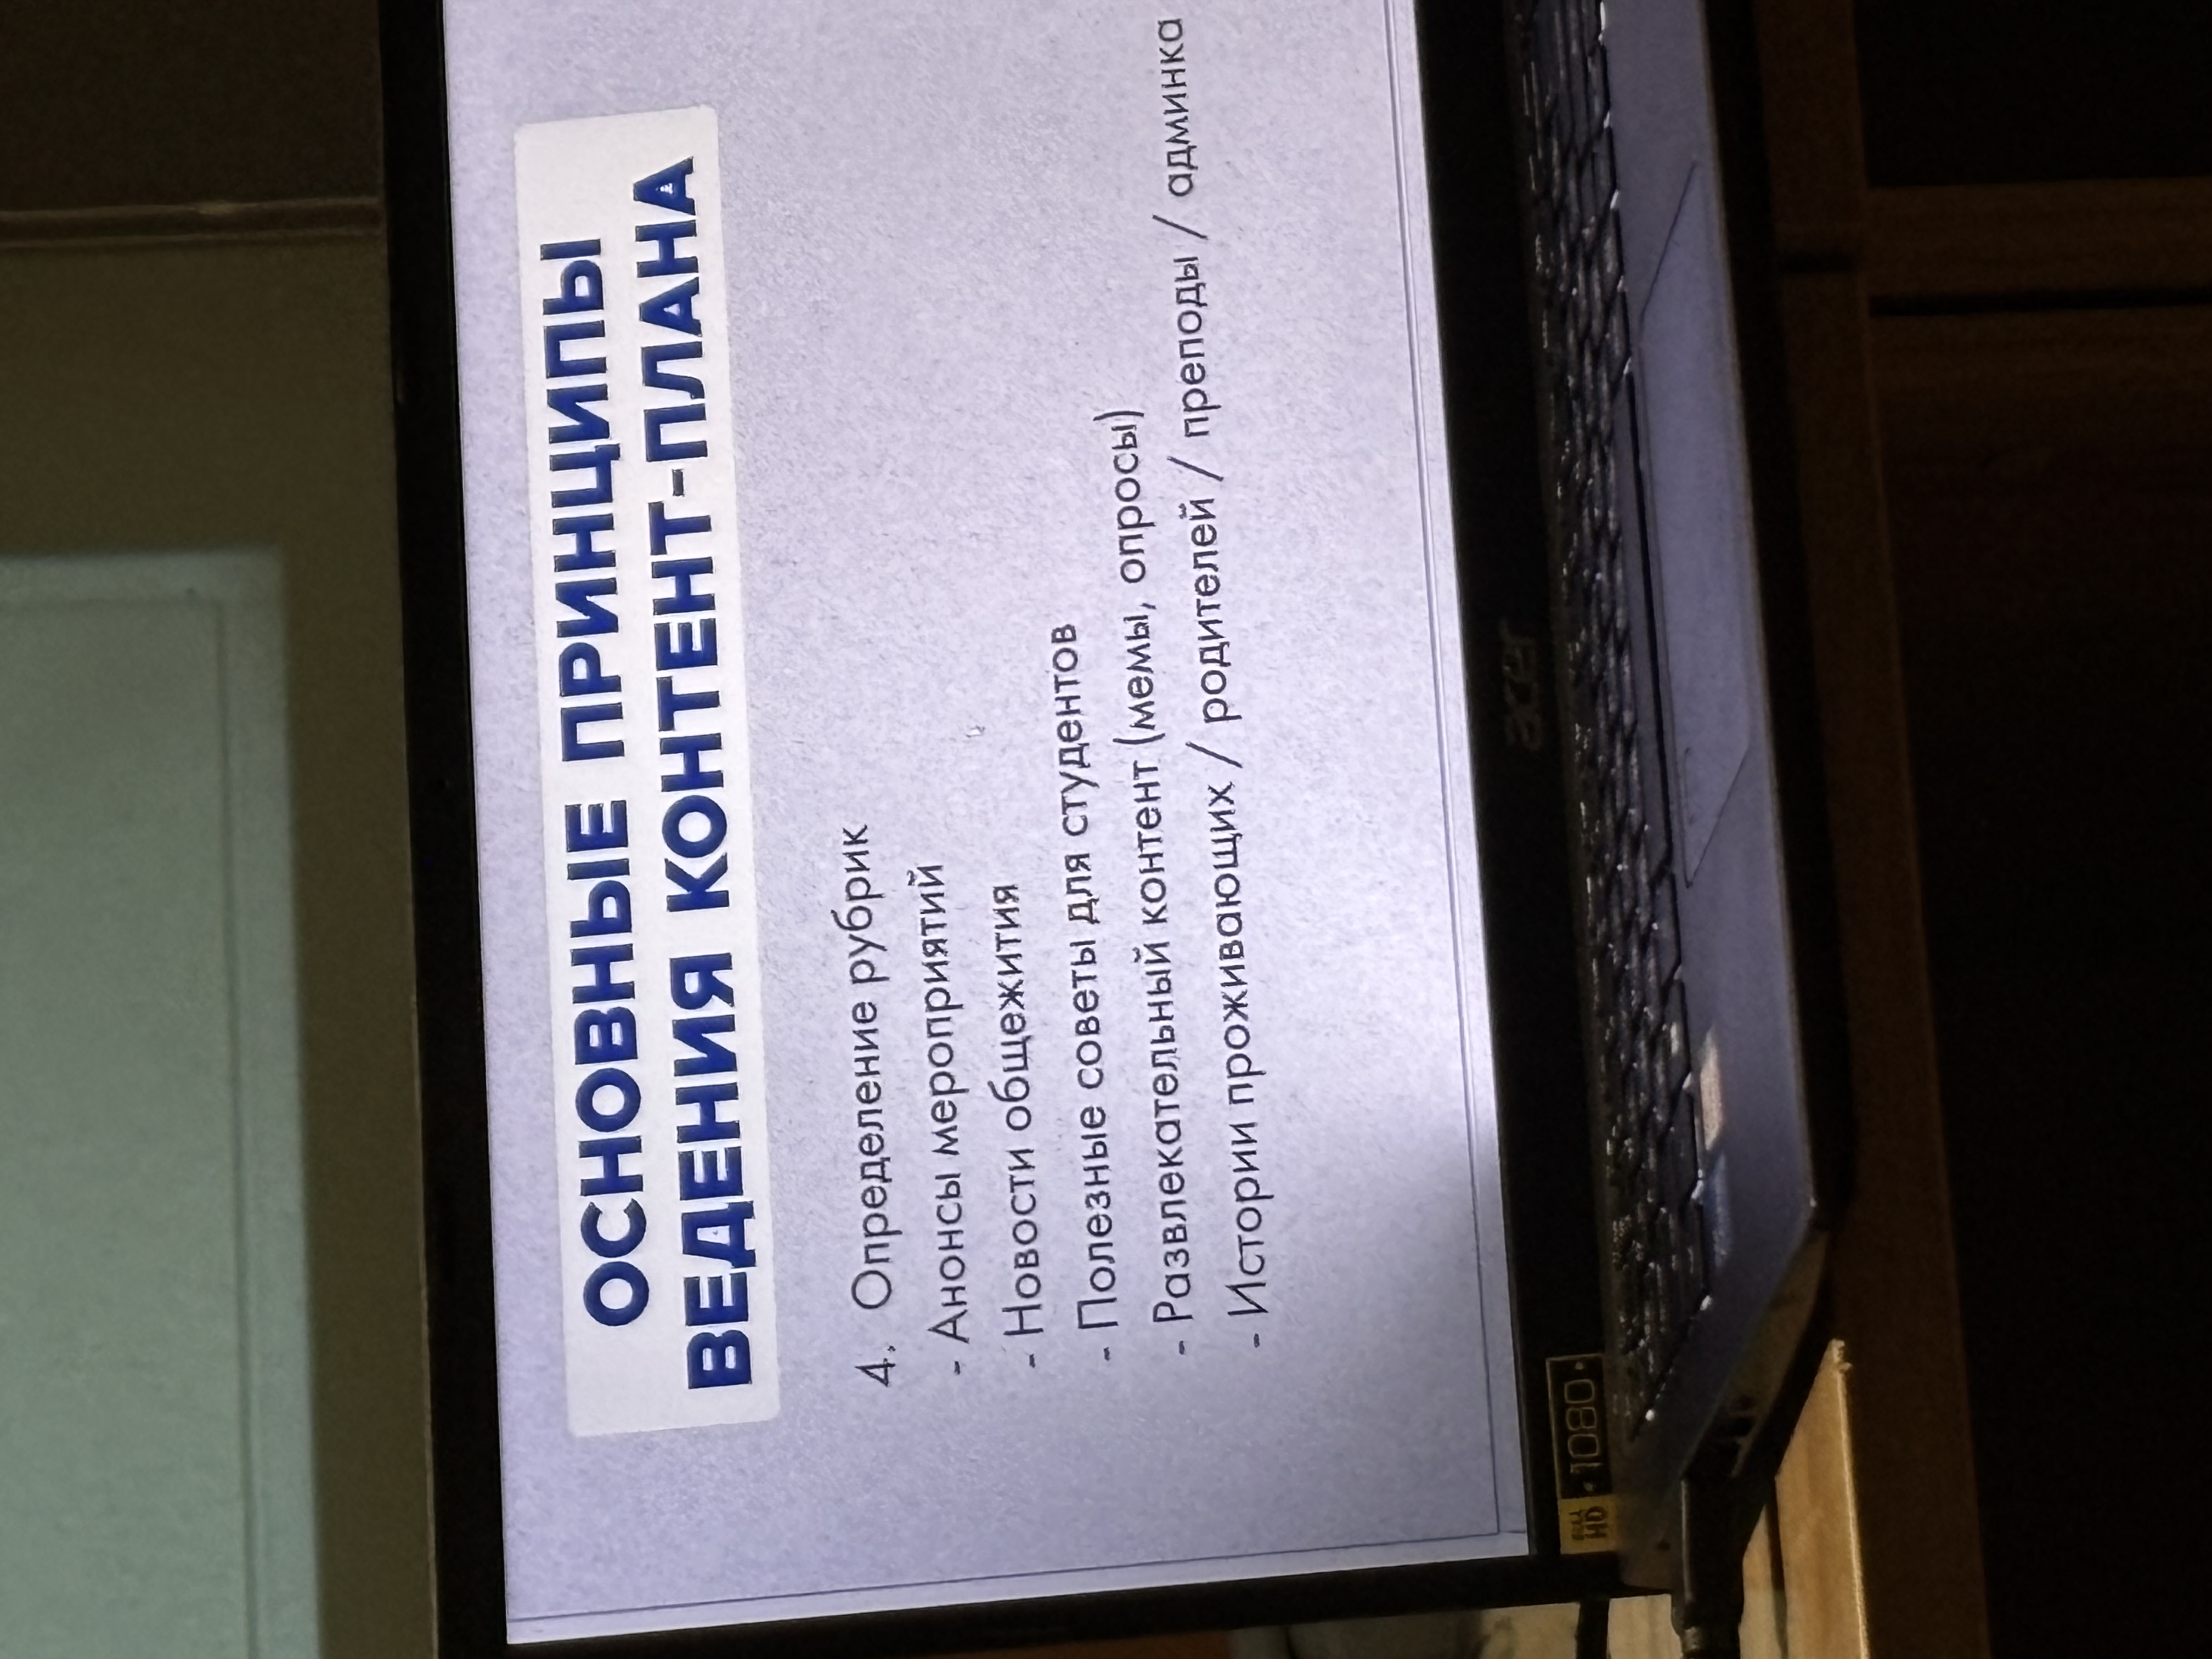 ОСНОВНЫЕ ПРИНЦИПЫ
ВЕДЕНИЯ КОНТЕНТ-ПЛАНА
4. Определение рубрик
- Анонсы мероприятий
- Новости общежития
- Полезные советы для студентов
- Развлекательный контент (мемы, опросы)
- Истории проживающих / родителей / преподы / админка
acer
FULL HD · 1080 ·